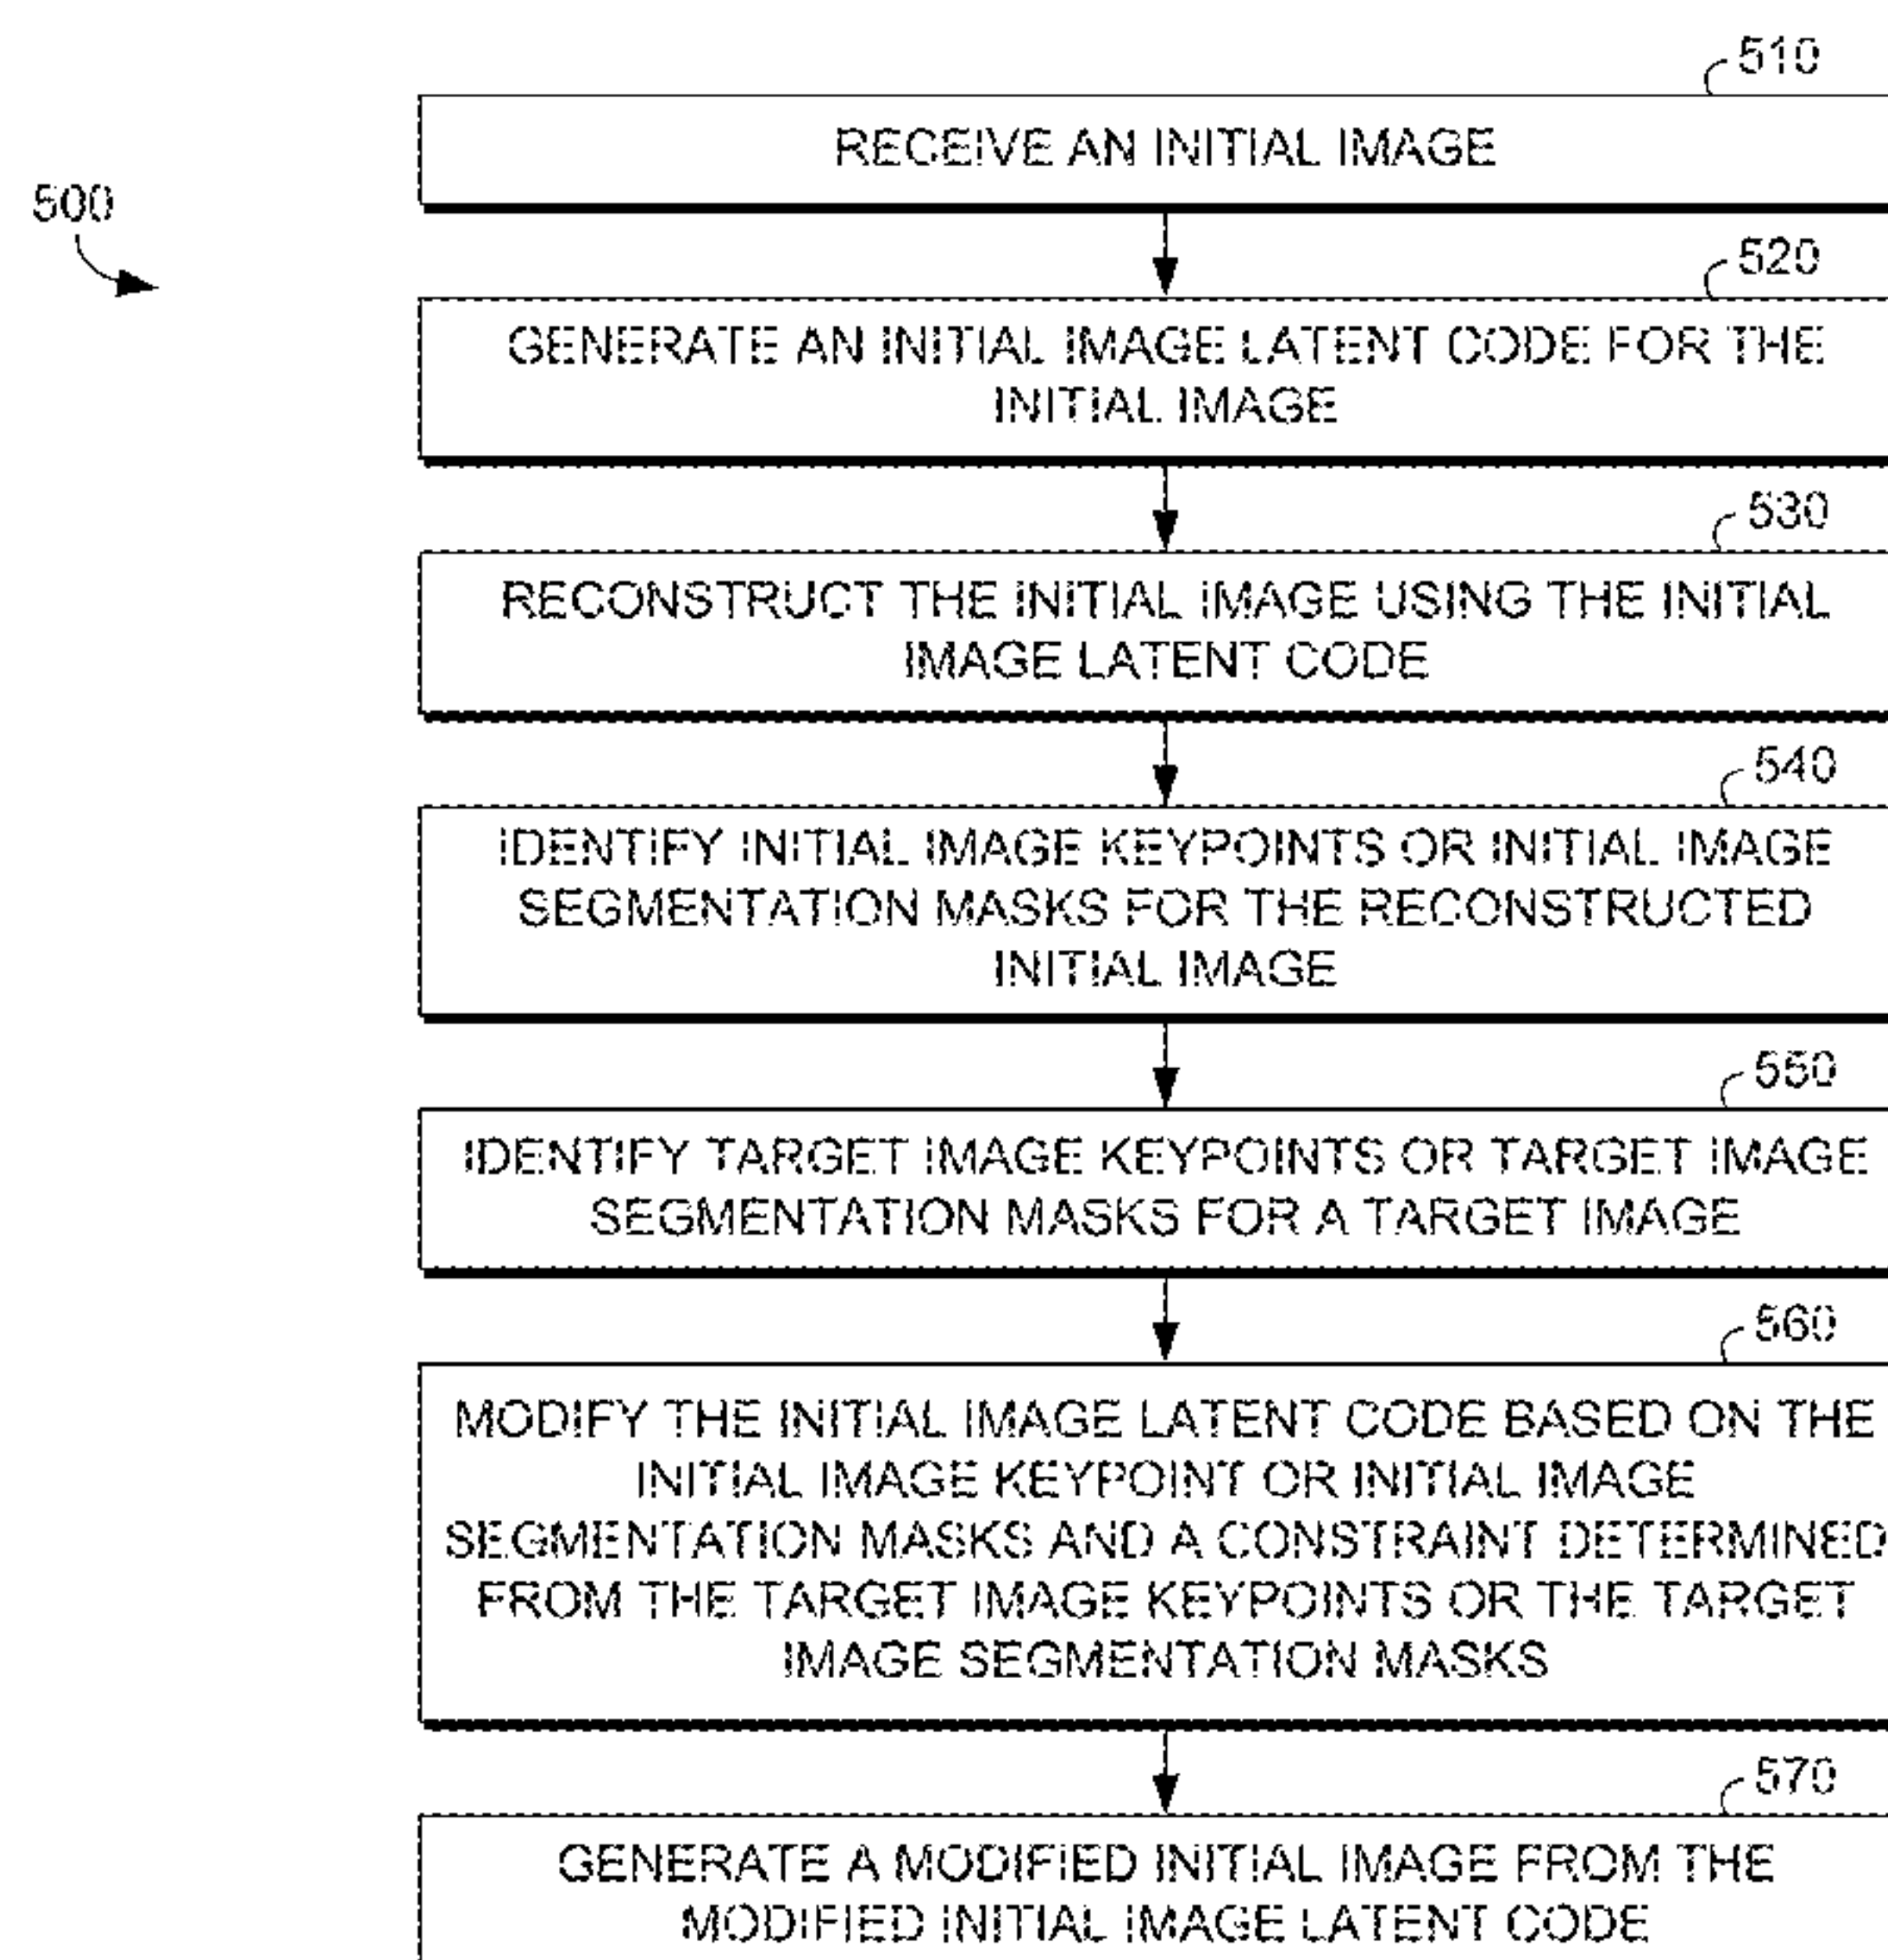 510
RECEIVE AN INITIAL IMAGE
500
520
GENERATE AN INITIAL IMAGE LATENT CODE FOR THE
INITIAL IMAGE
530
RECONSTRUCT THE INITIAL IMAGE USING THE INITIAL
IMAGE LATENT CODE
540
IDENTIFY INITIAL IMAGE KEYPOINTS OR INITIAL IMAGE
SEGMENTATION MASKS FOR THE RECONSTRUCTED
INITIAL IMAGE
550
IDENTIFY TARGET IMAGE KEYPOINTS OR TARGET IMAGE
SEGMENTATION MASKS FOR A TARGET IMAGE
560
MODIFY THE INITIAL IMAGE LATENT CODE BASED ON THE
INITIAL IMAGE KEYPOINT OR INITIAL IMAGE
SEGMENTATION MASKS AND A CONSTRAINT DETERMINED
FROM THE TARGET IMAGE KEYPOINTS OR THE TARGET
IMAGE SEGMENTATION MASKS
570
GENERATE A MODIFIED INITIAL IMAGE FROM THE
MODIFIED INITIAL IMAGE LATENT CODE